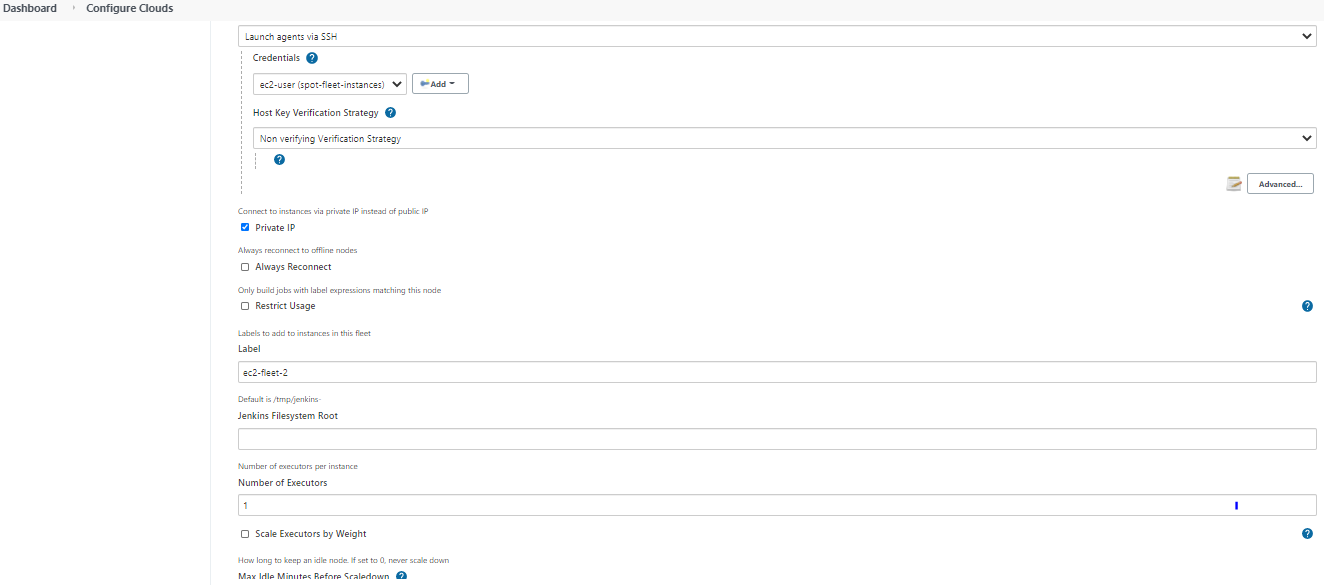 Dashboard › Configure Clouds
Launch agents via SSH
Credentials ?
ec2-user (spot-fleet-instances) Add
Host Key Verification Strategy ?
Non verifying Verification Strategy
?
Advanced...
Connect to instances via private IP instead of public IP
Private IP
Always reconnect to offline nodes
Always Reconnect
Only build jobs with label expressions matching this node
Restrict Usage ?
Labels to add to instances in this fleet
Label
ec2-fleet-2
Default is /tmp/jenkins-
Jenkins Filesystem Root
Number of executors per instance
Number of Executors
1
Scale Executors by Weight ?
How long to keep an idle node. If set to 0, never scale down
Max Idle Minutes Before Scaledown ?